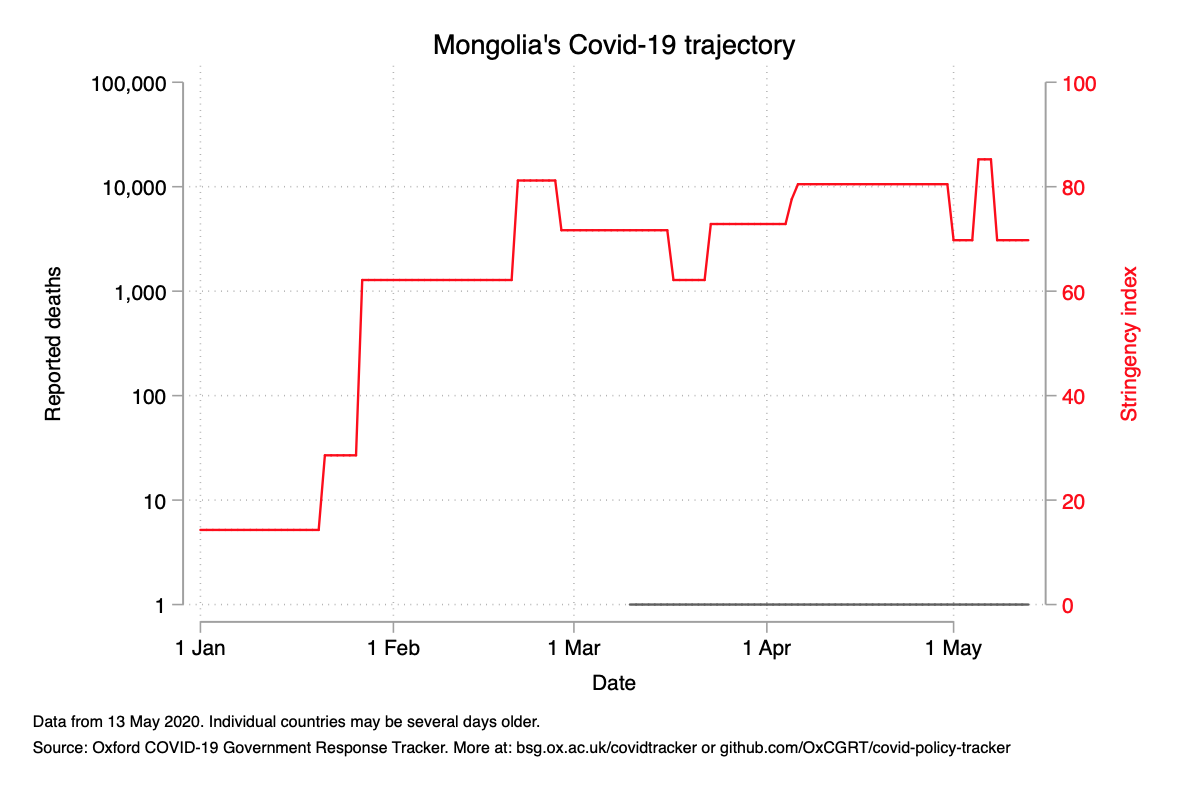 Mongolia's Covid-19 trajectory
100,000
10,000
1,000
100
10
1
Reported deaths
100
80
60
40
20
0
Stringency index
1 Jan
1 Feb
1 Mar
1 Apr
1 May
Date
Data from 13 May 2020. Individual countries may be several days older.
Source: Oxford COVID-19 Government Response Tracker. More at: bsg.ox.ac.uk/covidtracker or github.com/OxCGRT/covid-policy-tracker